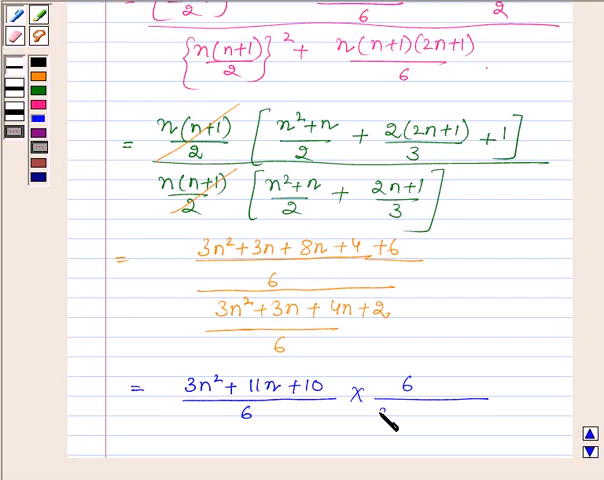 = 2 6 2
{n(n+1)/2}² + n(n+1)(2n+1)/6
= n(n+1)/2 [n²+n/2 + 2(2n+1)/3 + 1]
n(n+1)/2 [n²+n/2 + 2n+1/3]
= 3n²+3n+8n+4+6/6
3n²+3n+4n+2/6
= 3n²+11n+10/6 × 6